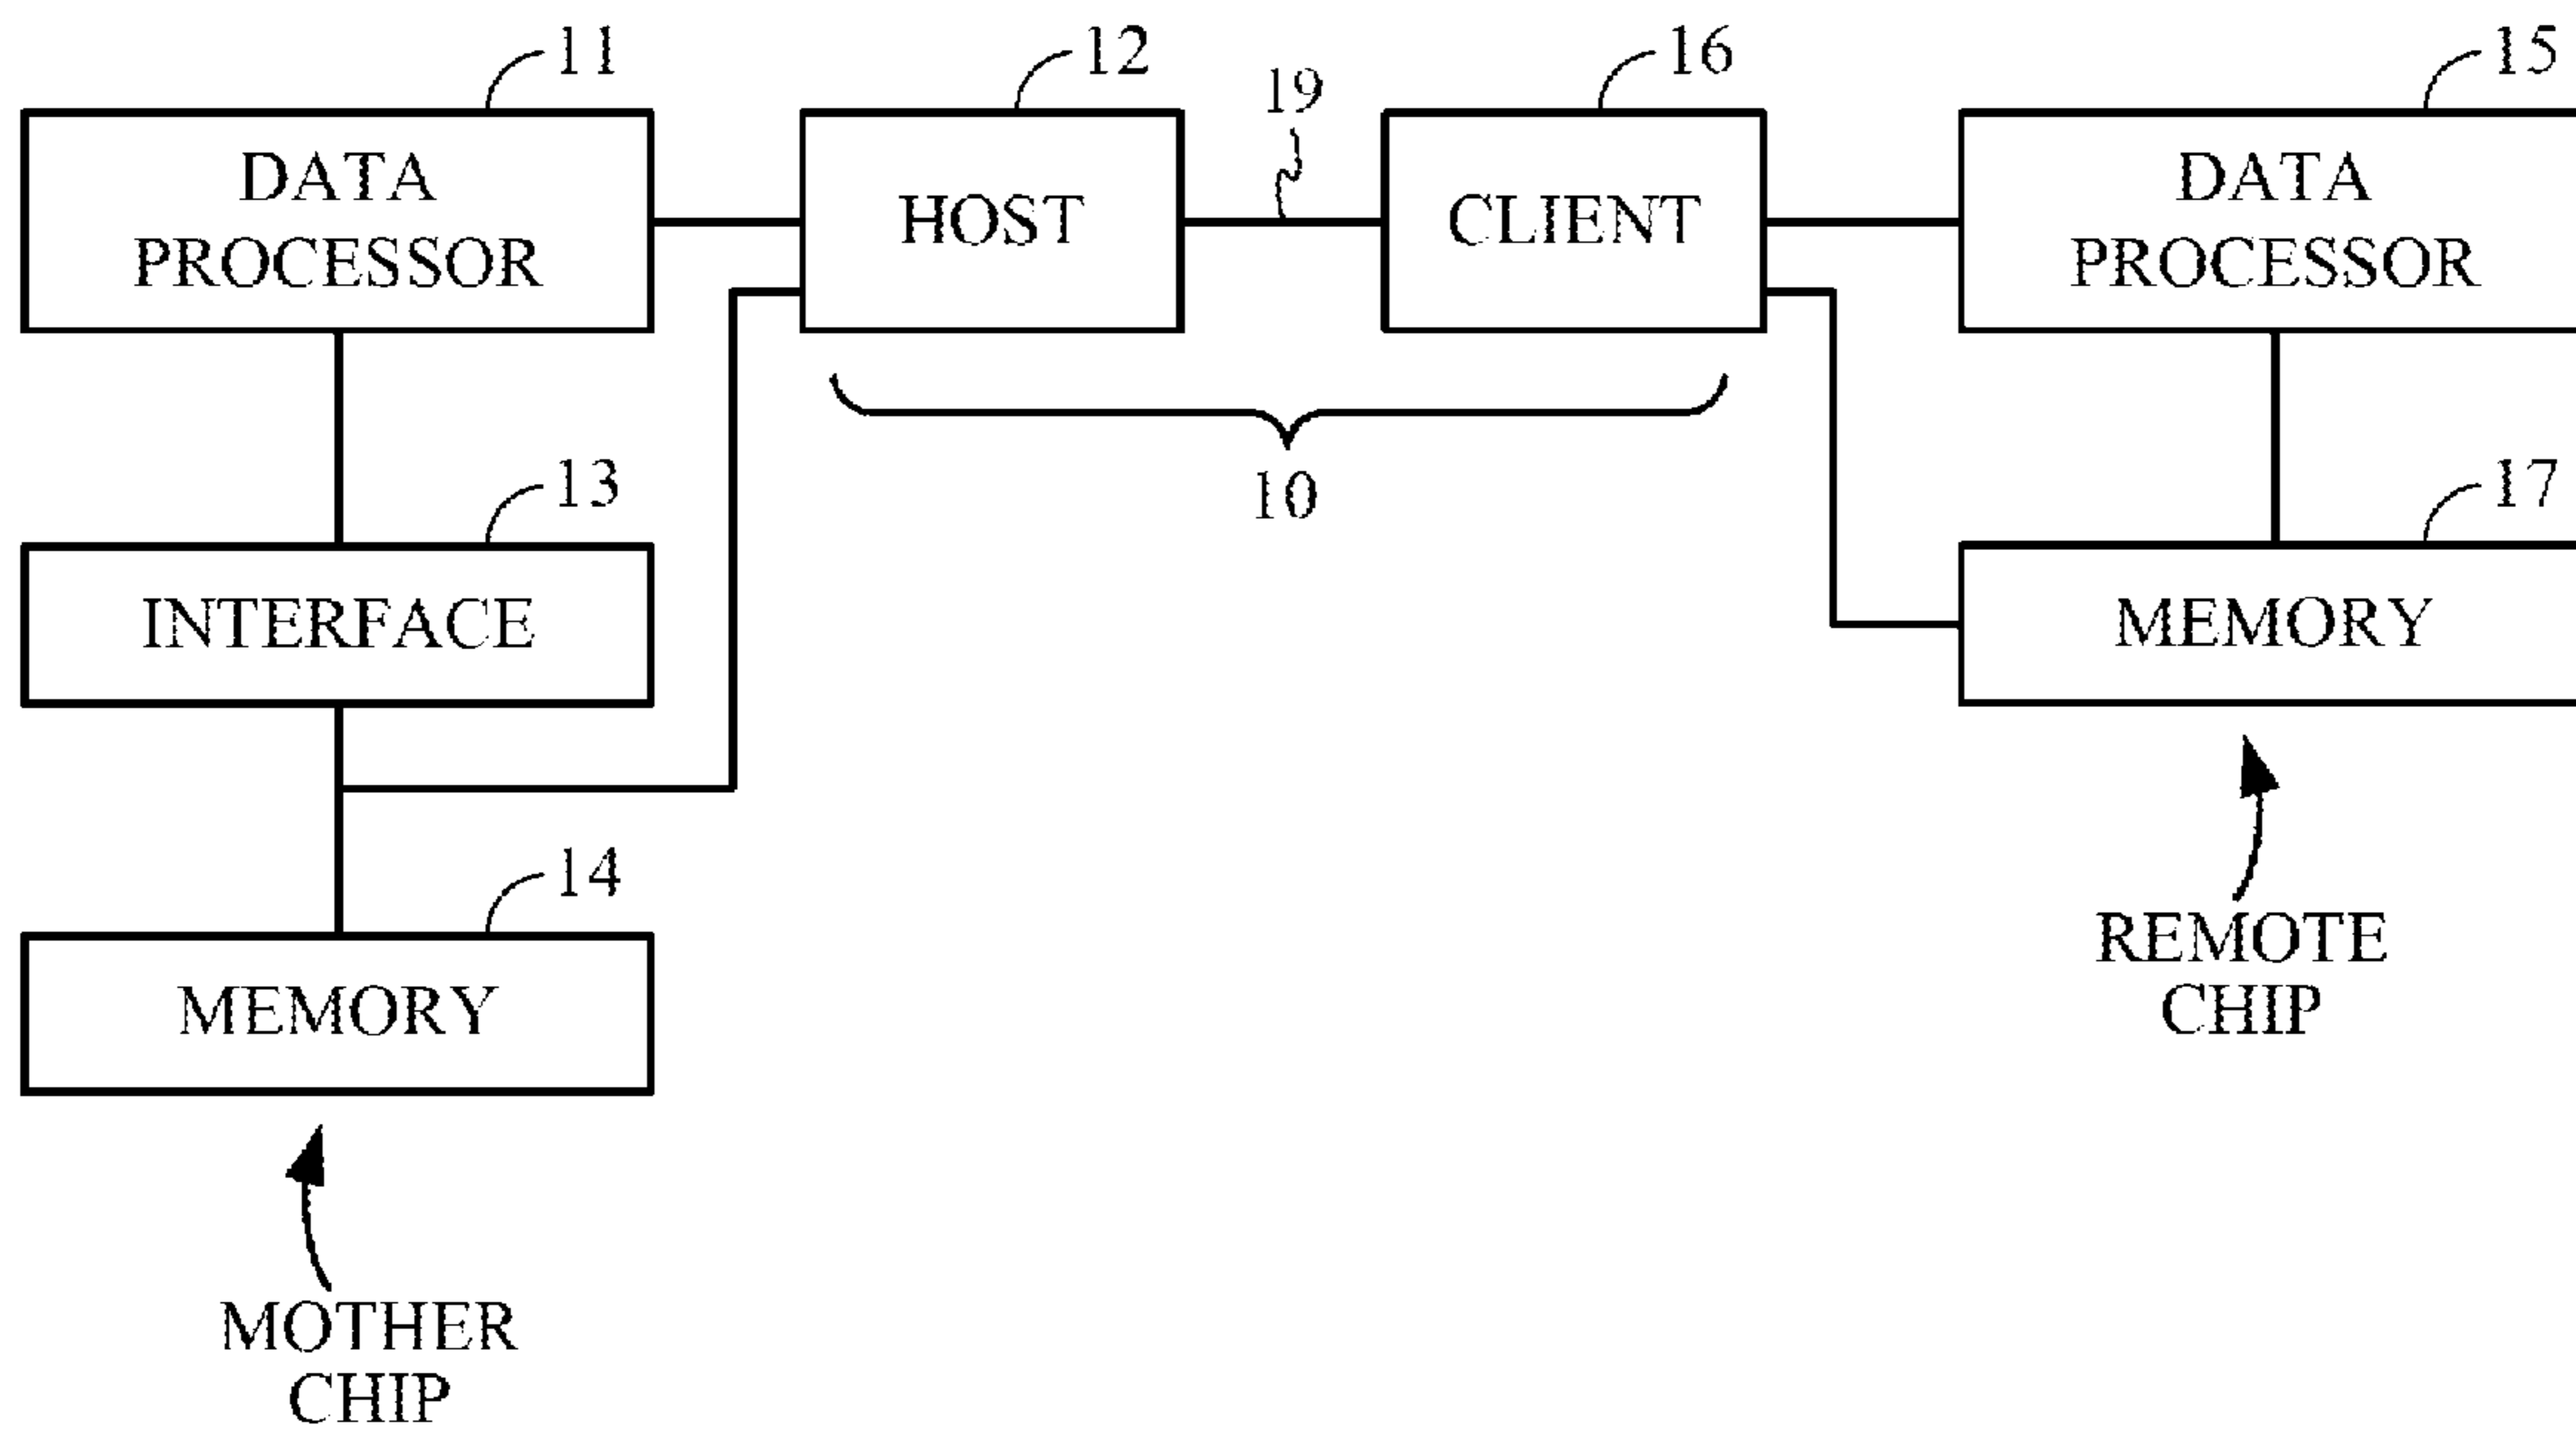 11
12
16
15
19
DATA
PROCESSOR
HOST
CLIENT
DATA
PROCESSOR
13
10
17
INTERFACE
MEMORY
14
MEMORY
REMOTE
CHIP
MOTHER
CHIP